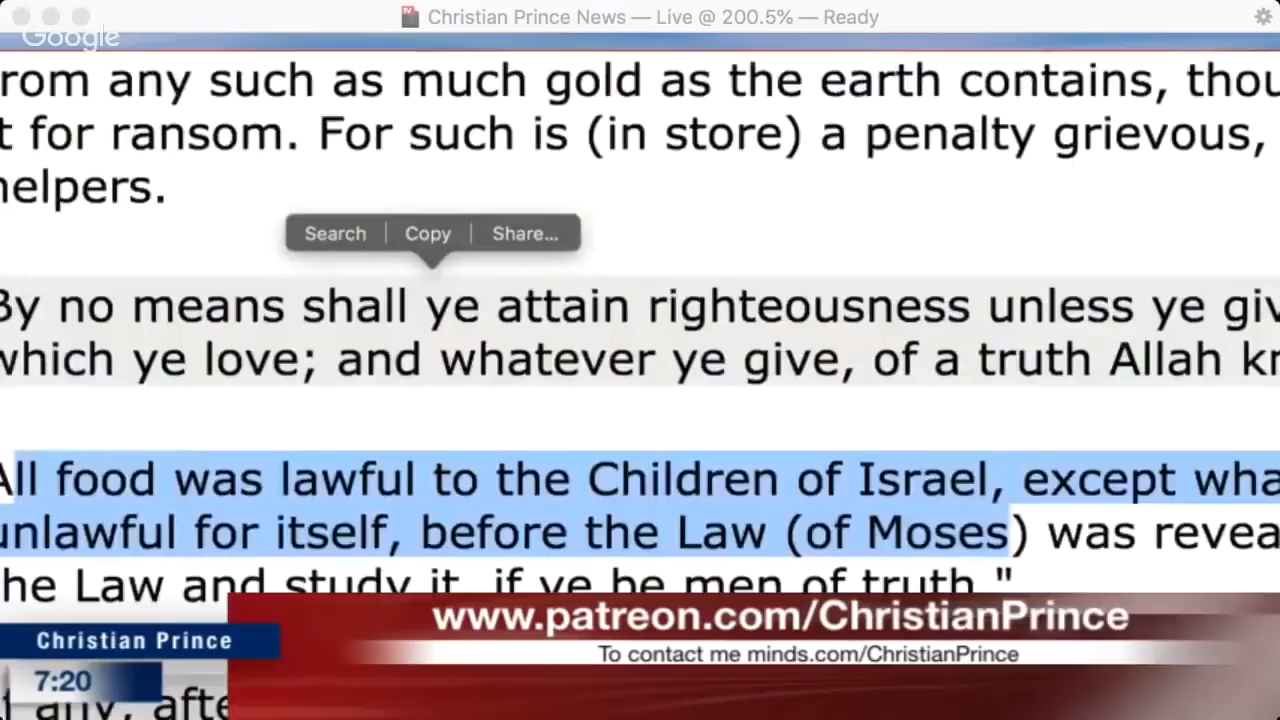 Christian Prince News — Live @ 200.5% — Ready
Google
rom any such as much gold as the earth contains, thou
t for ransom. For such is (in store) a penalty grievous,
helpers.
Search Copy Share...
By no means shall ye attain righteousness unless ye giv
which ye love; and whatever ye give, of a truth Allah kn
All food was lawful to the Children of Israel, except wha
unlawful for itself, before the Law (of Moses) was revea
he Law and study it, if ye be men of truth."
www.patreon.com/ChristianPrince
Christian Prince
To contact me minds.com/ChristianPrince
7:20
f any, afte